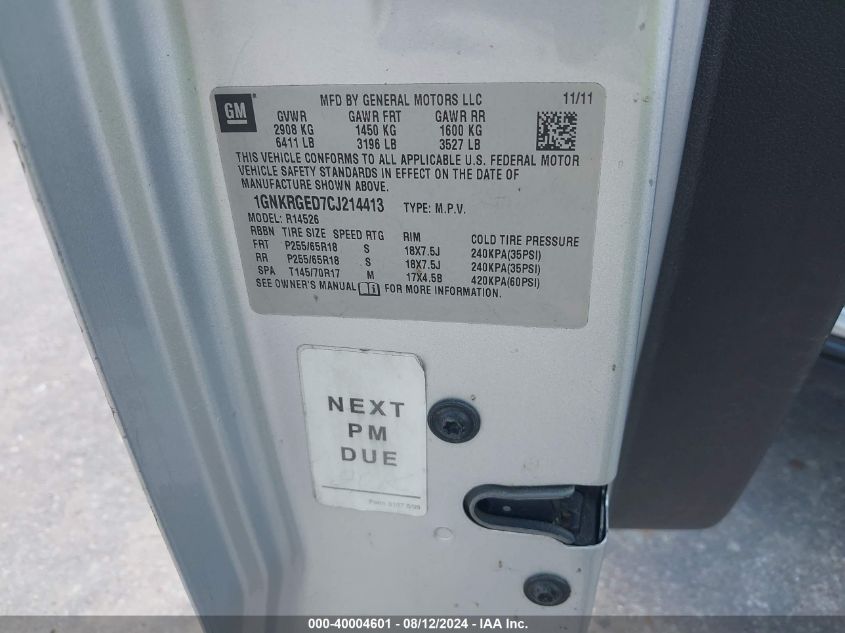 GM
MFD BY GENERAL MOTORS LLC 11/11
GVWR GAWR FRT GAWR RR
2908 KG 1450 KG 1600 KG
6411 LB 3196 LB 3527 LB
THIS VEHICLE CONFORMS TO ALL APPLICABLE U.S. FEDERAL MOTOR
VEHICLE SAFETY STANDARDS IN EFFECT ON THE DATE OF
MANUFACTURE SHOWN ABOVE.
1GNKRGED7CJ214413 TYPE: M.P.V.
MODEL: R14526
RBBN TIRE SIZE SPEED RTG RIM COLD TIRE PRESSURE
FRT P255/65R18 S 18X7.5J 240KPA(35PSI)
RR P255/65R18 S 18X7.5J 240KPA(35PSI)
SPA T145/70R17 M 17X4.5B 420KPA(60PSI)
SEE OWNER'S MANUAL FOR MORE INFORMATION.
NEXT
PM
DUE
Form
000-40004601 - 08/12/2024 - IAA Inc.